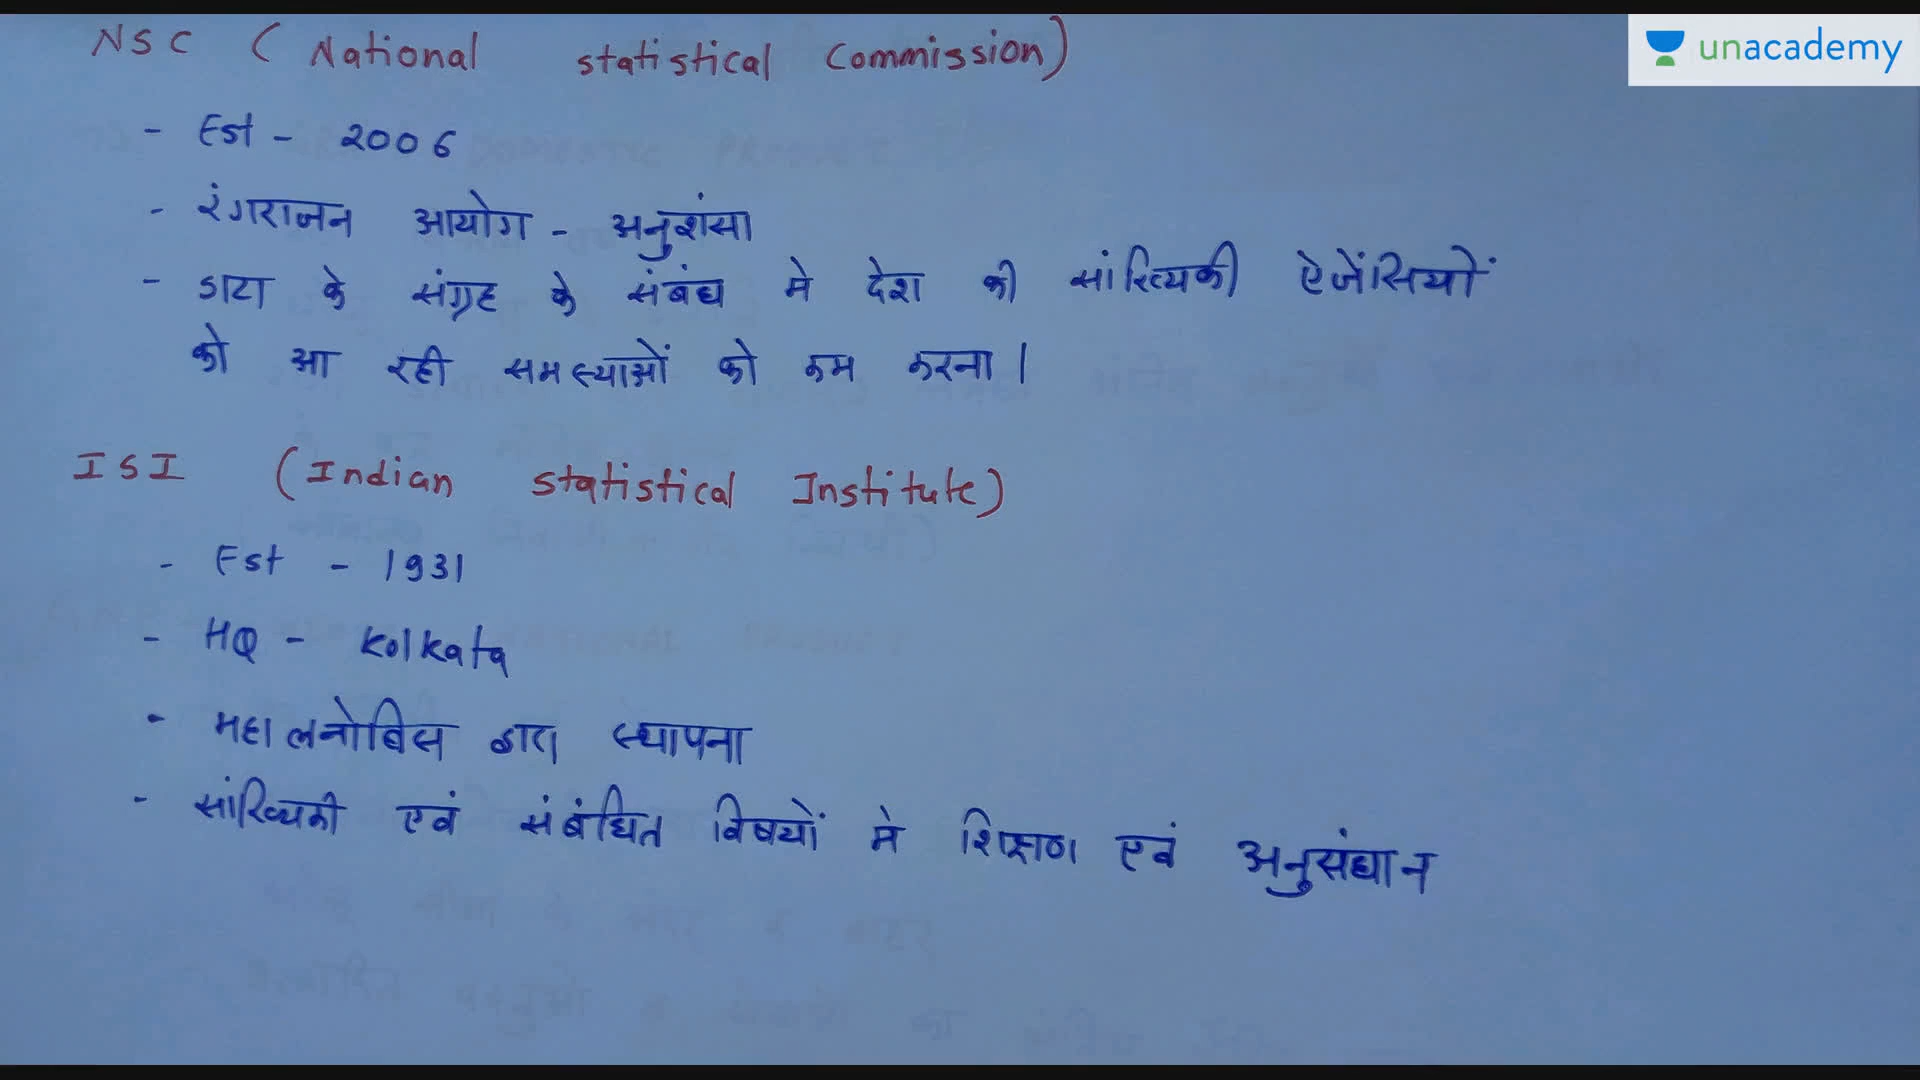 NSC (National statistical Commission)
unacademy
- Est - 2006
- रंगराजन आयोग - अनुशंसा
- डाटा के संग्रह के संबंध मे देश की सांख्यिकी ऐजेंसियों
को आ रही समस्याओं को कम करना।
ISI (Indian statistical Institute)
- Est - 1931
- HQ - Kolkata
- महालनोबिस द्वारा स्थापना
- सांख्यिकी एवं संबंधित विषयों मे शिक्षण एवं अनुसंधान